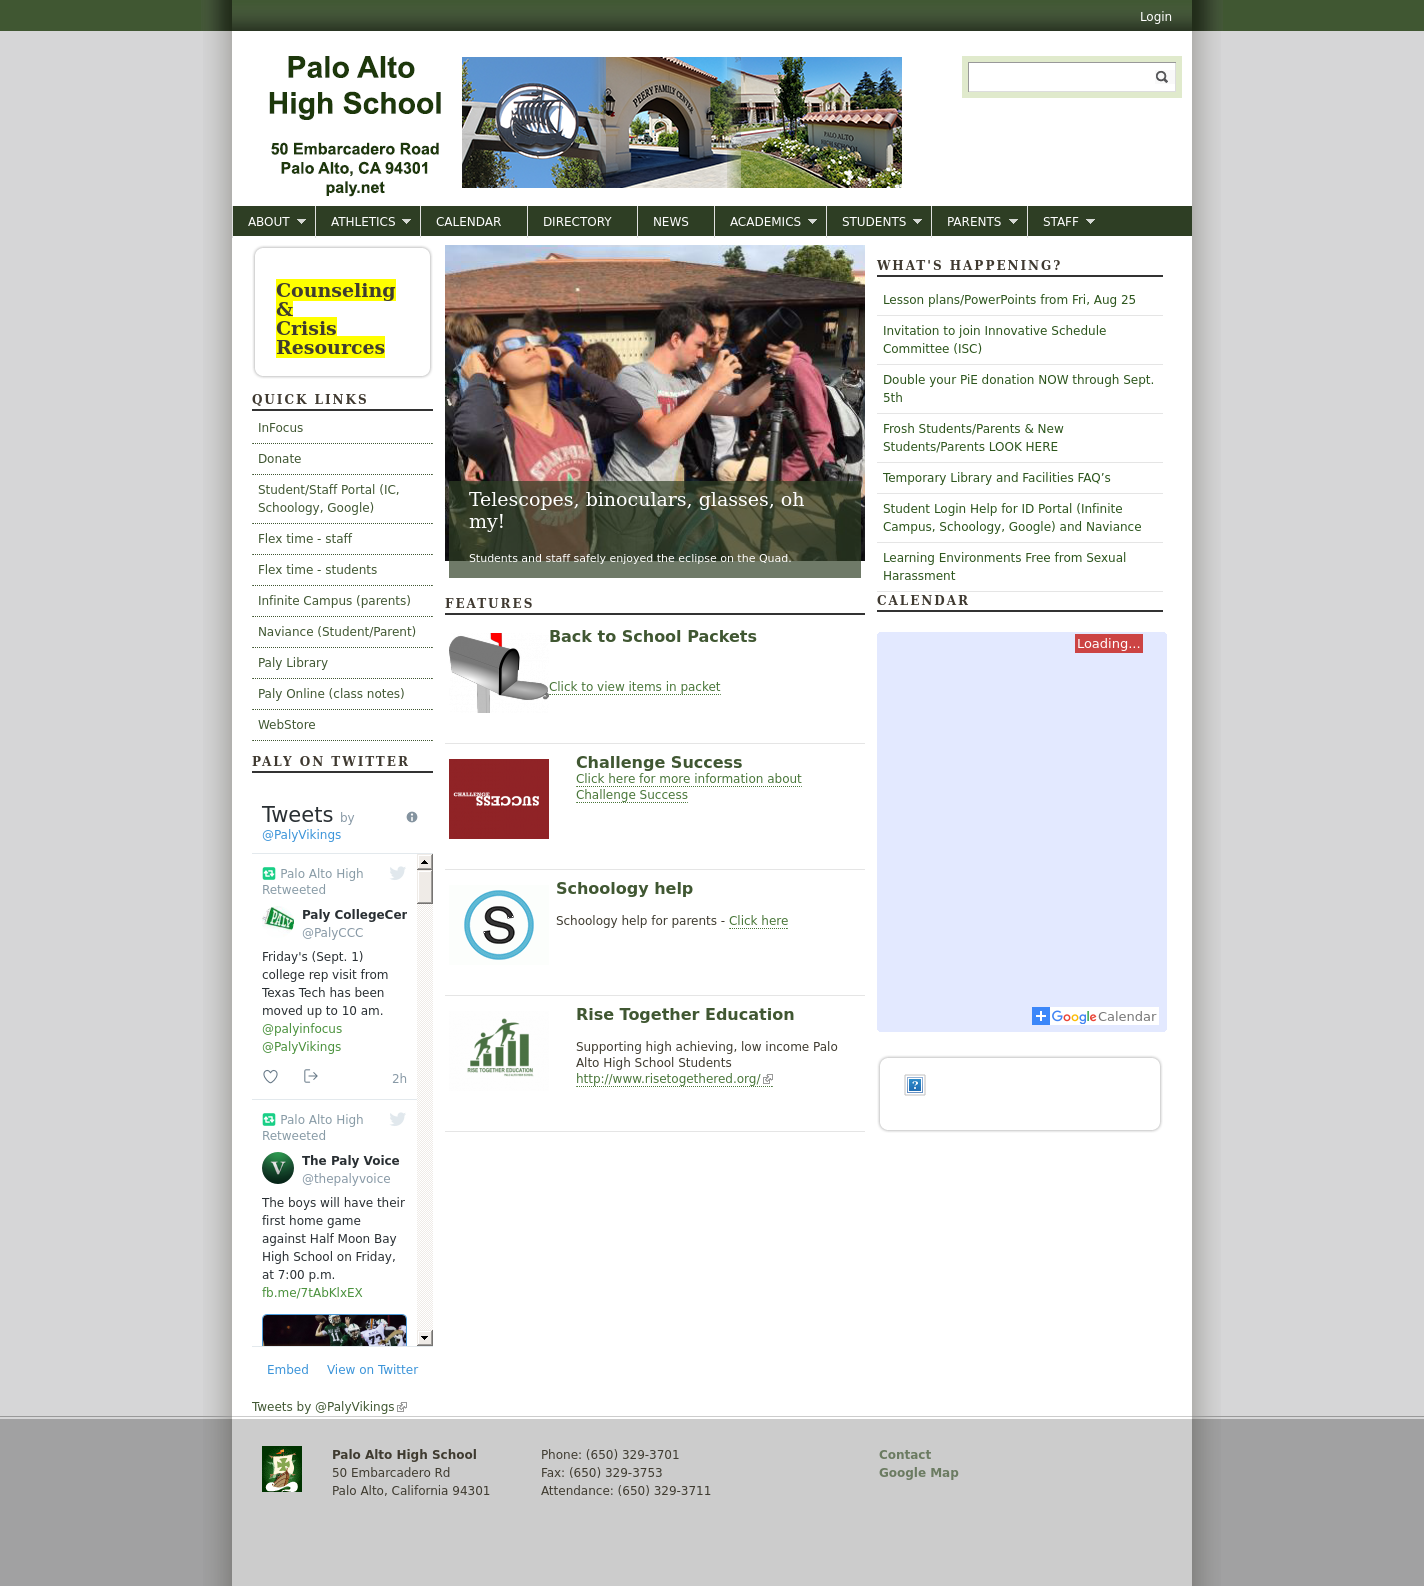 Login
Palo Alto
High School
50 Embarcadero Road
Palo Alto, CA 94301
paly.net
PEERY FAMILY CENTER
PALO ALTO
HIGH SCHOOL
ABOUT ATHLETICS CALENDAR DIRECTORY NEWS ACADEMICS STUDENTS PARENTS STAFF
Counseling
&
Crisis
Resources
QUICK LINKS
InFocus
Donate
Student/Staff Portal (IC,
Schoology, Google)
Flex time - staff
Flex time - students
Infinite Campus (parents)
Naviance (Student/Parent)
Paly Library
Paly Online (class notes)
WebStore
PALY ON TWITTER
Tweets by
@PalyVikings
Palo Alto High
Retweeted
PALY
Paly CollegeCer
@PalyCCC
Friday's (Sept. 1)
college rep visit from
Texas Tech has been
moved up to 10 am.
@palyinfocus
@PalyVikings
2h
Palo Alto High
Retweeted
V
The Paly Voice
@thepalyvoice
The boys will have their
first home game
against Half Moon Bay
High School on Friday,
at 7:00 p.m.
fb.me/7tAbKlxEX
Embed View on Twitter
Tweets by @PalyVikings
STANFORD
Telescopes, binoculars, glasses, oh
my!
Students and staff safely enjoyed the eclipse on the Quad.
FEATURES
Back to School Packets
Click to view items in packet
CHALLENGE
SUCCESS
Challenge Success
Click here for more information about
Challenge Success
S
Schoology help
Schoology help for parents - Click here
RISE TOGETHER EDUCATION
Rise Together Education
Supporting high achieving, low income Palo
Alto High School Students
http://www.risetogethered.org/
WHAT'S HAPPENING?
Lesson plans/PowerPoints from Fri, Aug 25
Invitation to join Innovative Schedule
Committee (ISC)
Double your PiE donation NOW through Sept.
5th
Frosh Students/Parents & New
Students/Parents LOOK HERE
Temporary Library and Facilities FAQ’s
Student Login Help for ID Portal (Infinite
Campus, Schoology, Google) and Naviance
Learning Environments Free from Sexual
Harassment
CALENDAR
Loading...
Google Calendar
?
Palo Alto High School
50 Embarcadero Rd
Palo Alto, California 94301
Phone: (650) 329-3701
Fax: (650) 329-3753
Attendance: (650) 329-3711
Contact
Google Map